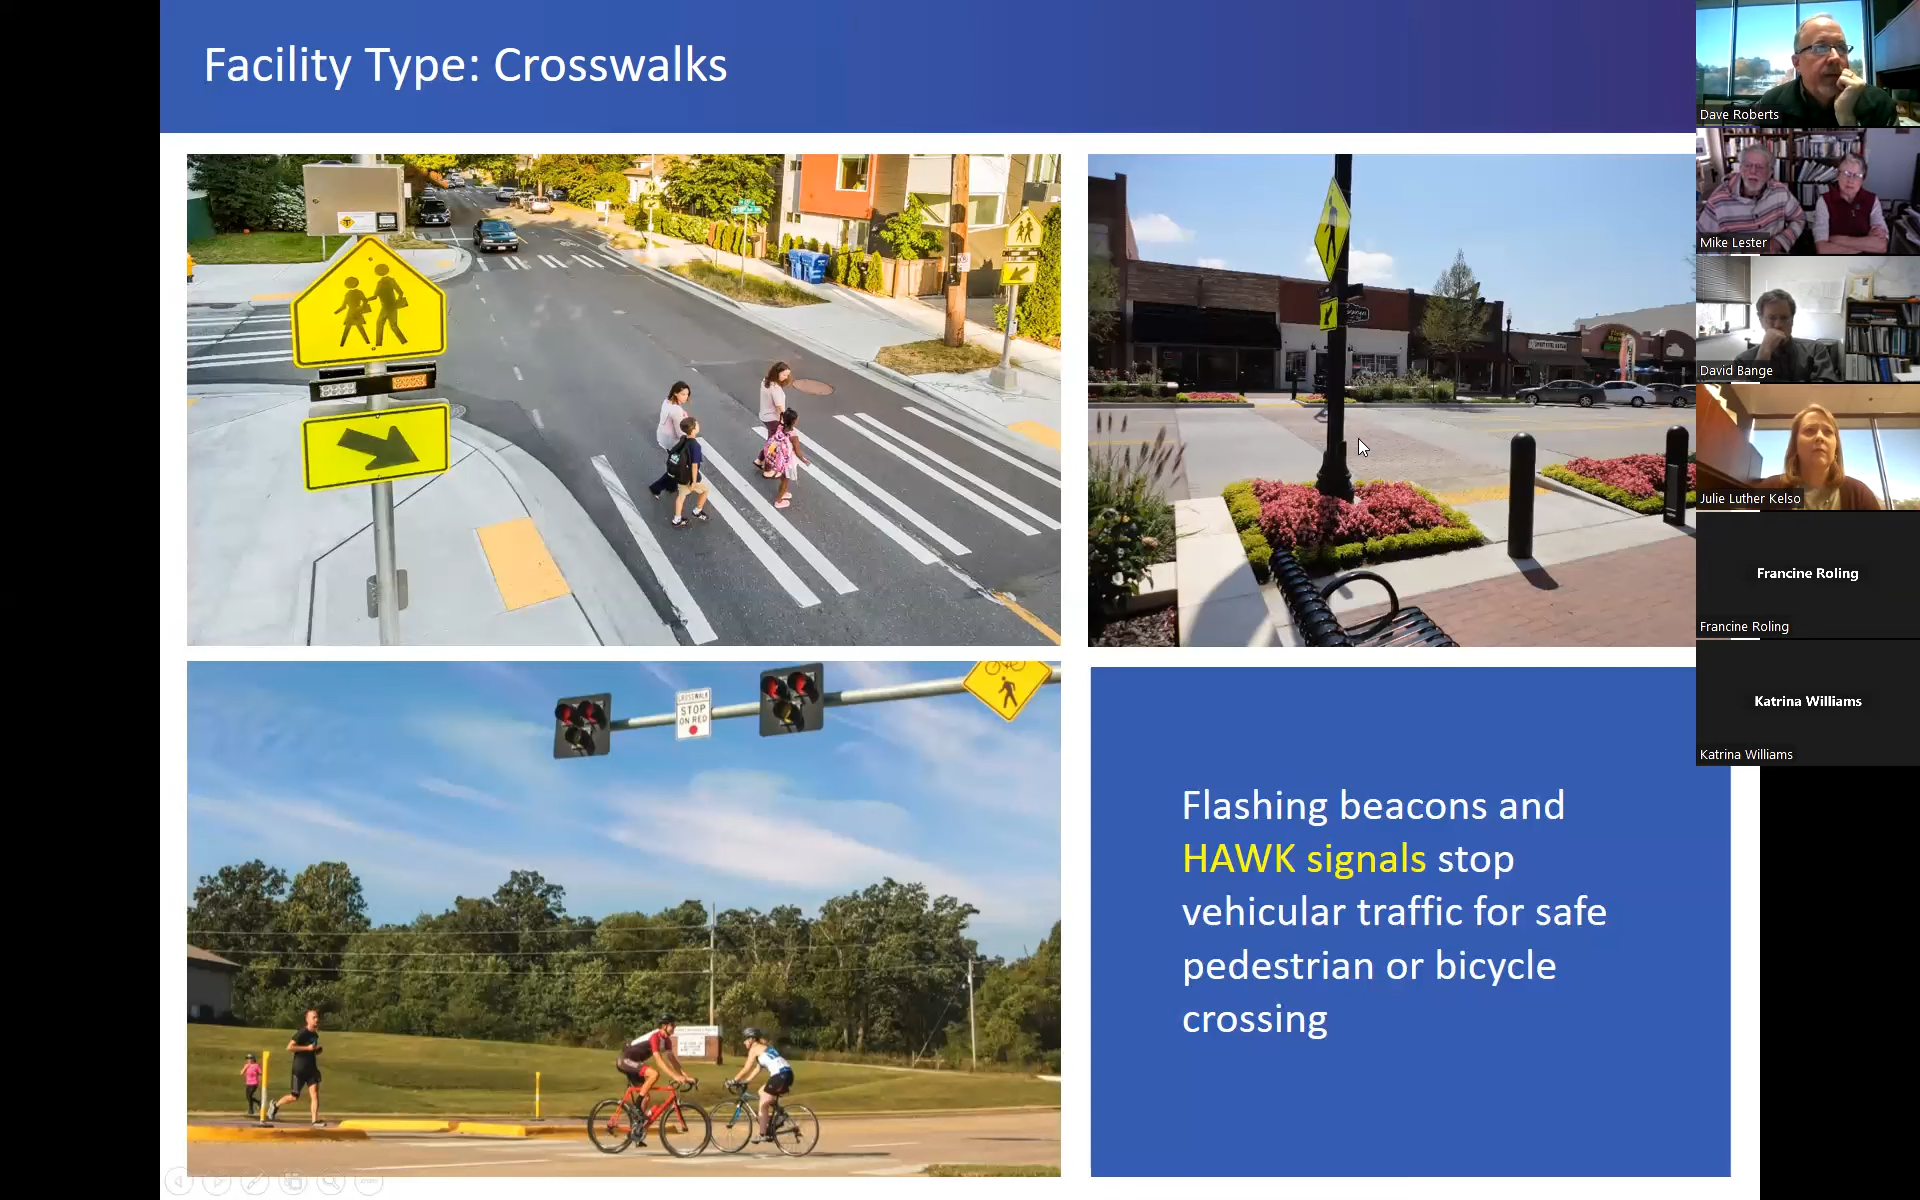 Facility Type: Crosswalks
CROSSWALK
STOP
ON RED
Flashing beacons and
HAWK signals stop
vehicular traffic for safe
pedestrian or bicycle
crossing
Dave Roberts
Mike Lester
David Bange
Julie Luther Kelso
Francine Roling
Francine Roling
Katrina Williams
Katrina Williams